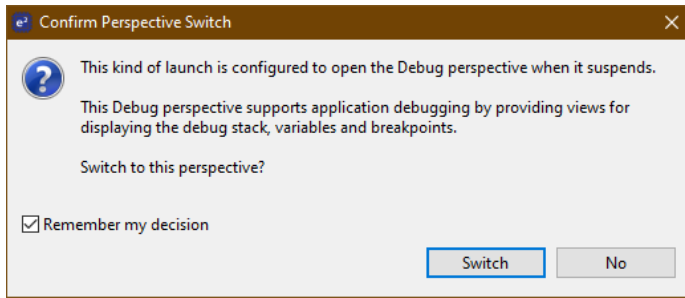 e² Confirm Perspective Switch
This kind of launch is configured to open the Debug perspective when it suspends.
This Debug perspective supports application debugging by providing views for
displaying the debug stack, variables and breakpoints.
Switch to this perspective?
Remember my decision
Switch No